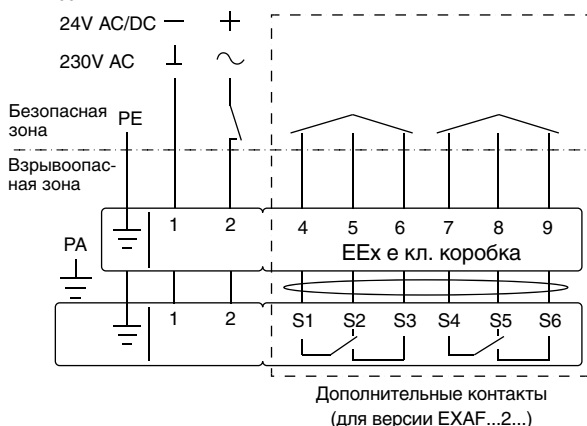 24V AC/DC — +
230V AC ⊥ ~
Безопасная
зона
PE
Взрывоопас-
ная зона
1 2 4 5 6 7 8 9
PA
EEx e кл. коробка
1 2 S1 S2 S3 S4 S5 S6
Дополнительные контакты
(для версии EXAF...2...)